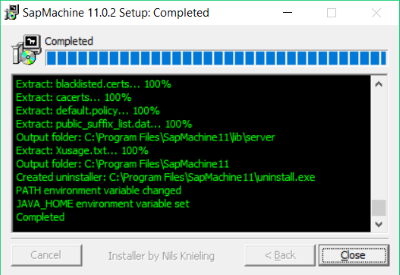 SapMachine 11.0.2 Setup: Completed
Completed
Extract: blacklisted.certs... 100%
Extract: cacerts... 100%
Extract: default.policy... 100%
Extract: public_suffix_list.dat... 100%
Output folder: C:\Program Files\SapMachine11\lib\server
Extract: Xusage.txt... 100%
Output folder: C:\Program Files\SapMachine11
Created uninstaller: C:\Program Files\SapMachine11\uninstall.exe
PATH environment variable changed
JAVA_HOME environment variable set
Completed
Cancel Installer by Nils Knieling < Back Close